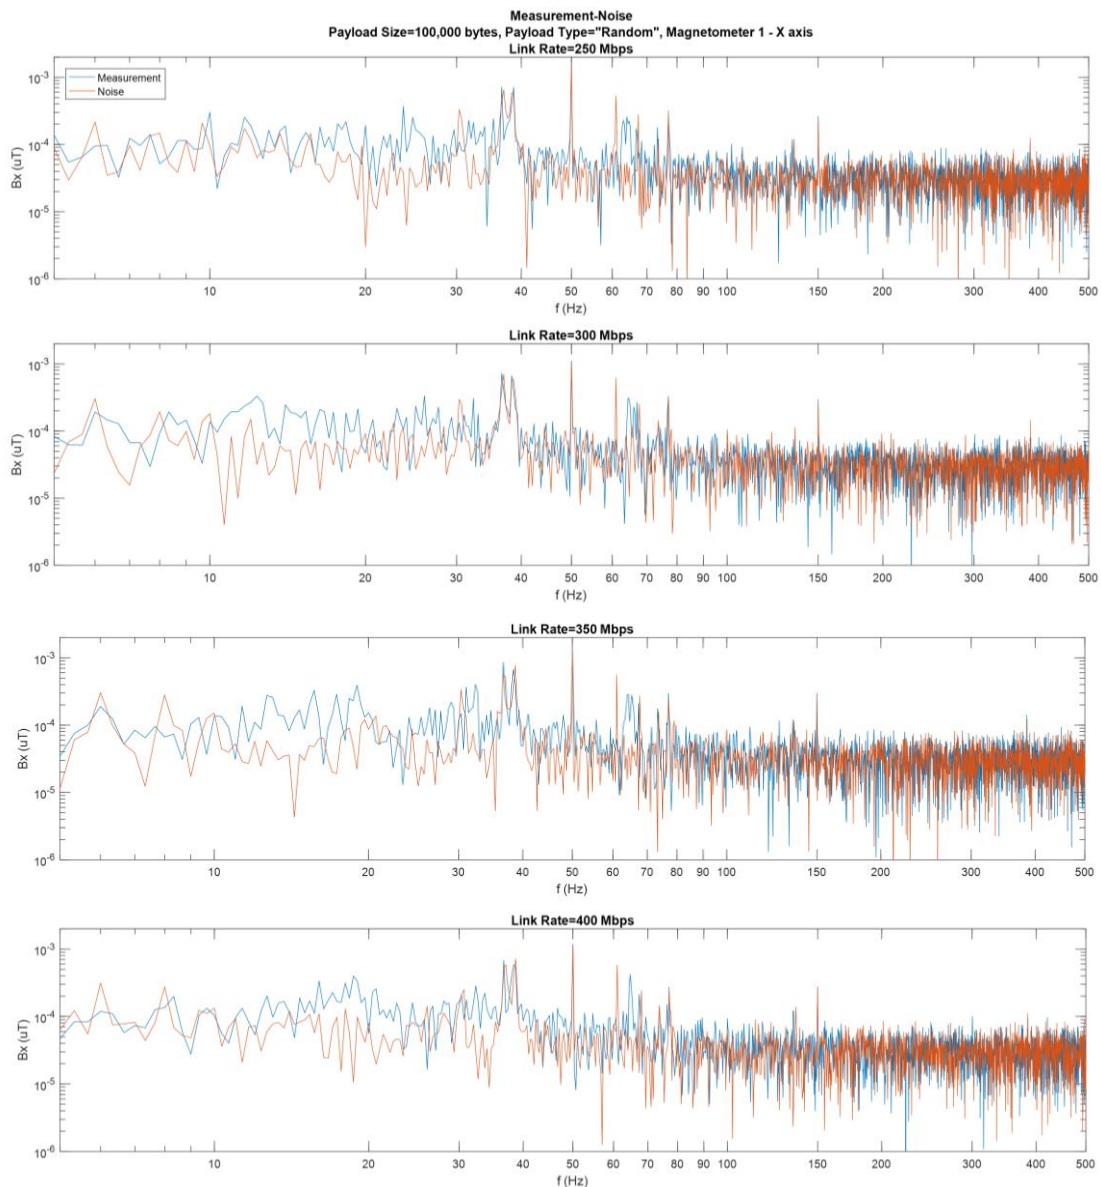 Measurement-Noise
Payload Size=100,000 bytes, Payload Type="Random", Magnetometer 1 - X axis
Link Rate=250 Mbps
Measurement
Noise
10-3
10-4
10-5
10-6
Bx (uT)
10 20 30 40 50 60 70 80 90 100 150 200 300 400 500
f (Hz)
Link Rate=300 Mbps
10-3
10-4
10-5
10-6
Bx (uT)
10 20 30 40 50 60 70 80 90 100 150 200 300 400 500
f (Hz)
Link Rate=350 Mbps
10-3
10-4
10-5
10-6
Bx (uT)
10 20 30 40 50 60 70 80 90 100 150 200 300 400 500
f (Hz)
Link Rate=400 Mbps
10-3
10-4
10-5
10-6
Bx (uT)
10 20 30 40 50 60 70 80 90 100 150 200 300 400 500
f (Hz)